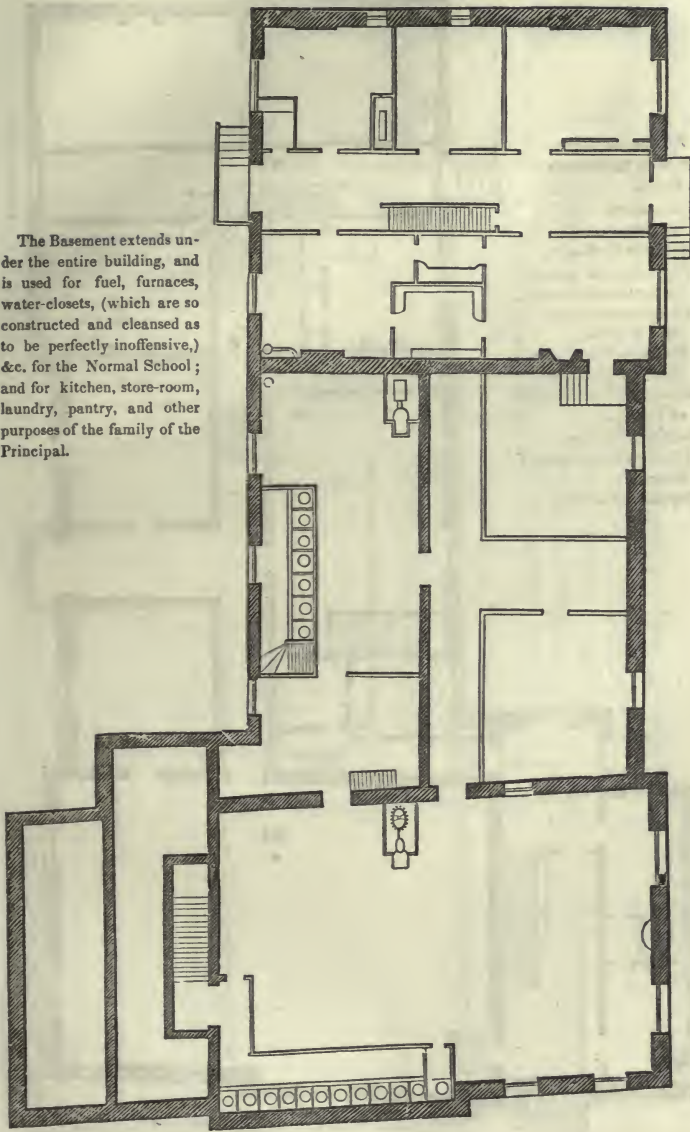 The Basement extends un-
der the entire building, and
is used for fuel, furnaces,
water-closets, (which are so
constructed and cleansed as
to be perfectly inoffensive,)
&c. for the Normal School;
and for kitchen, store-room,
laundry, pantry, and other
purposes of the family of the
Principal.